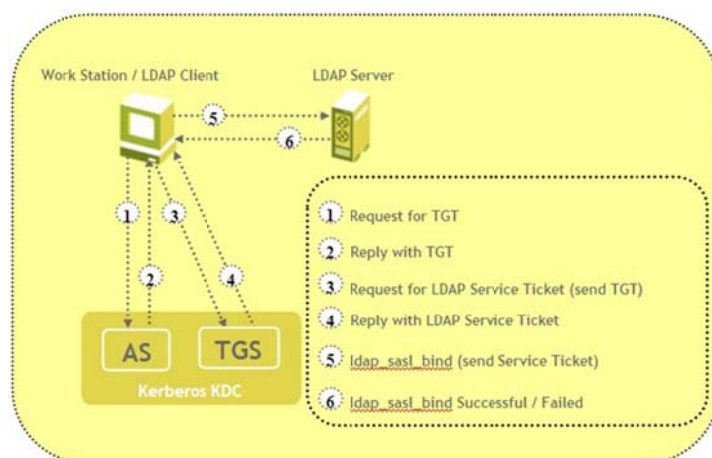 Work Station / LDAP Client
LDAP Server
5
6
1
3
2
4
AS
TGS
Kerberos KDC
1 Request for TGT
2 Reply with TGT
3 Request for LDAP Service Ticket (send TGT)
4 Reply with LDAP Service Ticket
5 ldap_sasl_bind (send Service Ticket)
6 ldap_sasl_bind Successful / Failed